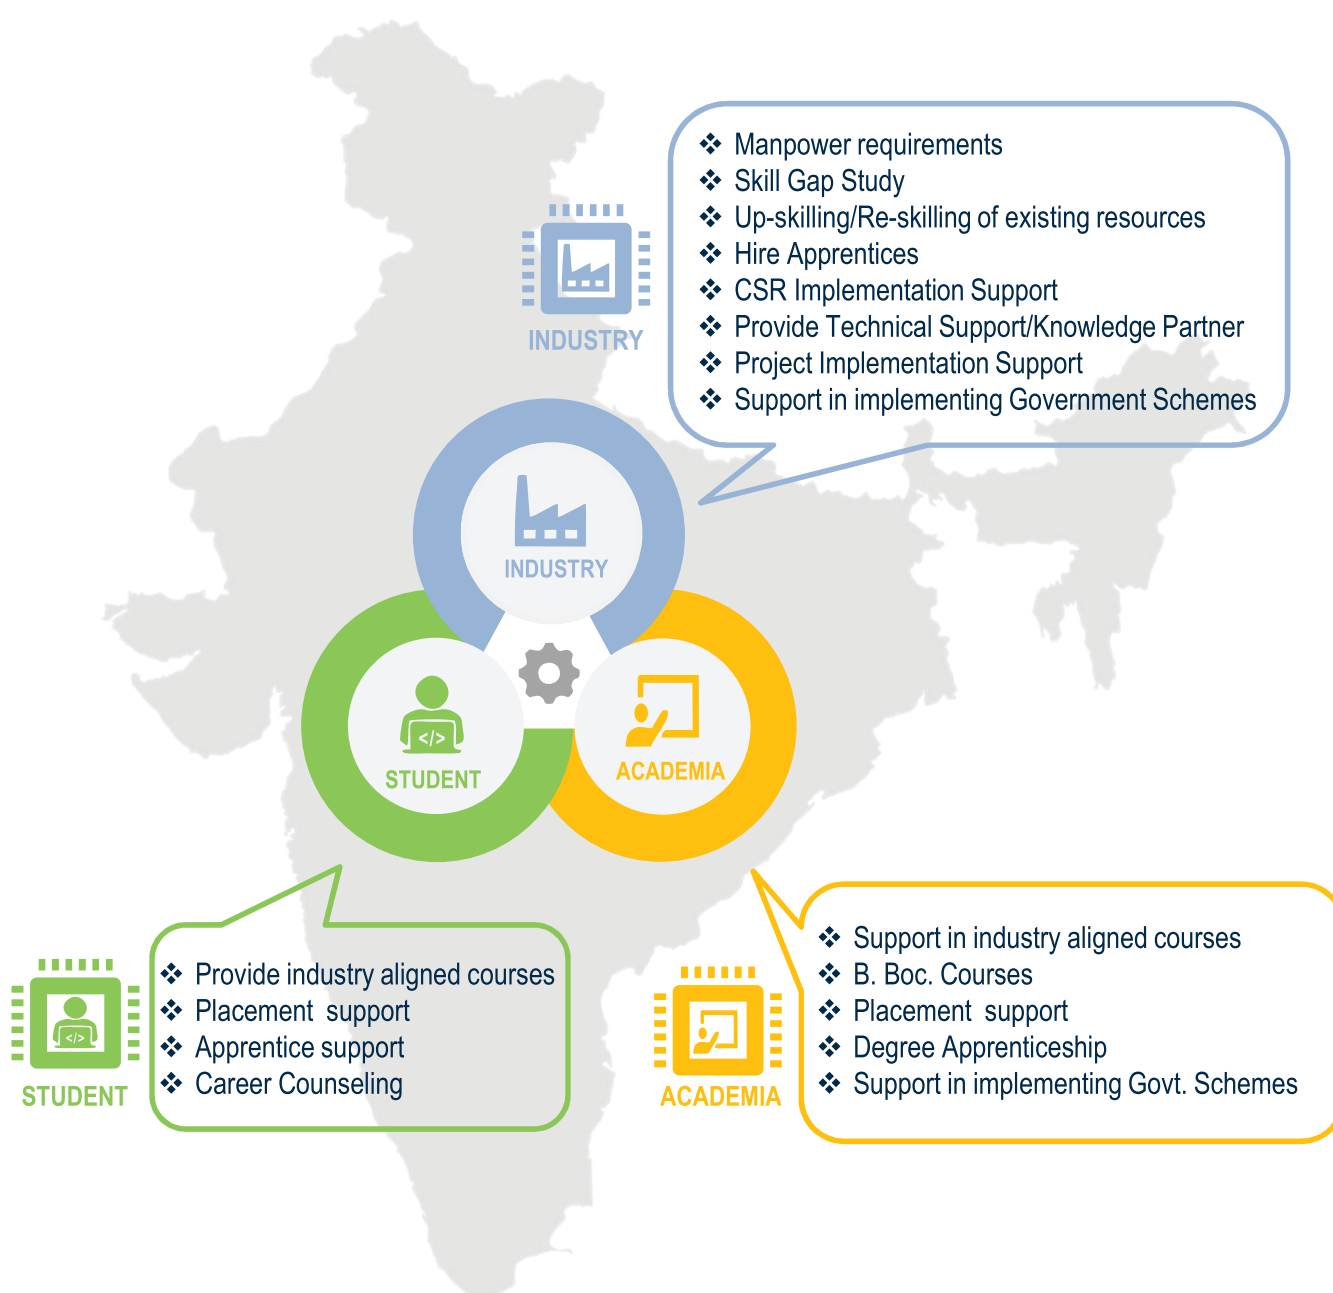 Manpower requirements
Skill Gap Study
Up-skilling/Re-skilling of existing resources
Hire Apprentices
CSR Implementation Support
Provide Technical Support/Knowledge Partner
Project Implementation Support
Support in implementing Government Schemes
INDUSTRY
INDUSTRY
</>
STUDENT
ACADEMIA
Provide industry aligned courses
Placement support
Apprentice support
Career Counseling
</>
STUDENT
Support in industry aligned courses
B. Boc. Courses
Placement support
Degree Apprenticeship
Support in implementing Govt. Schemes
ACADEMIA